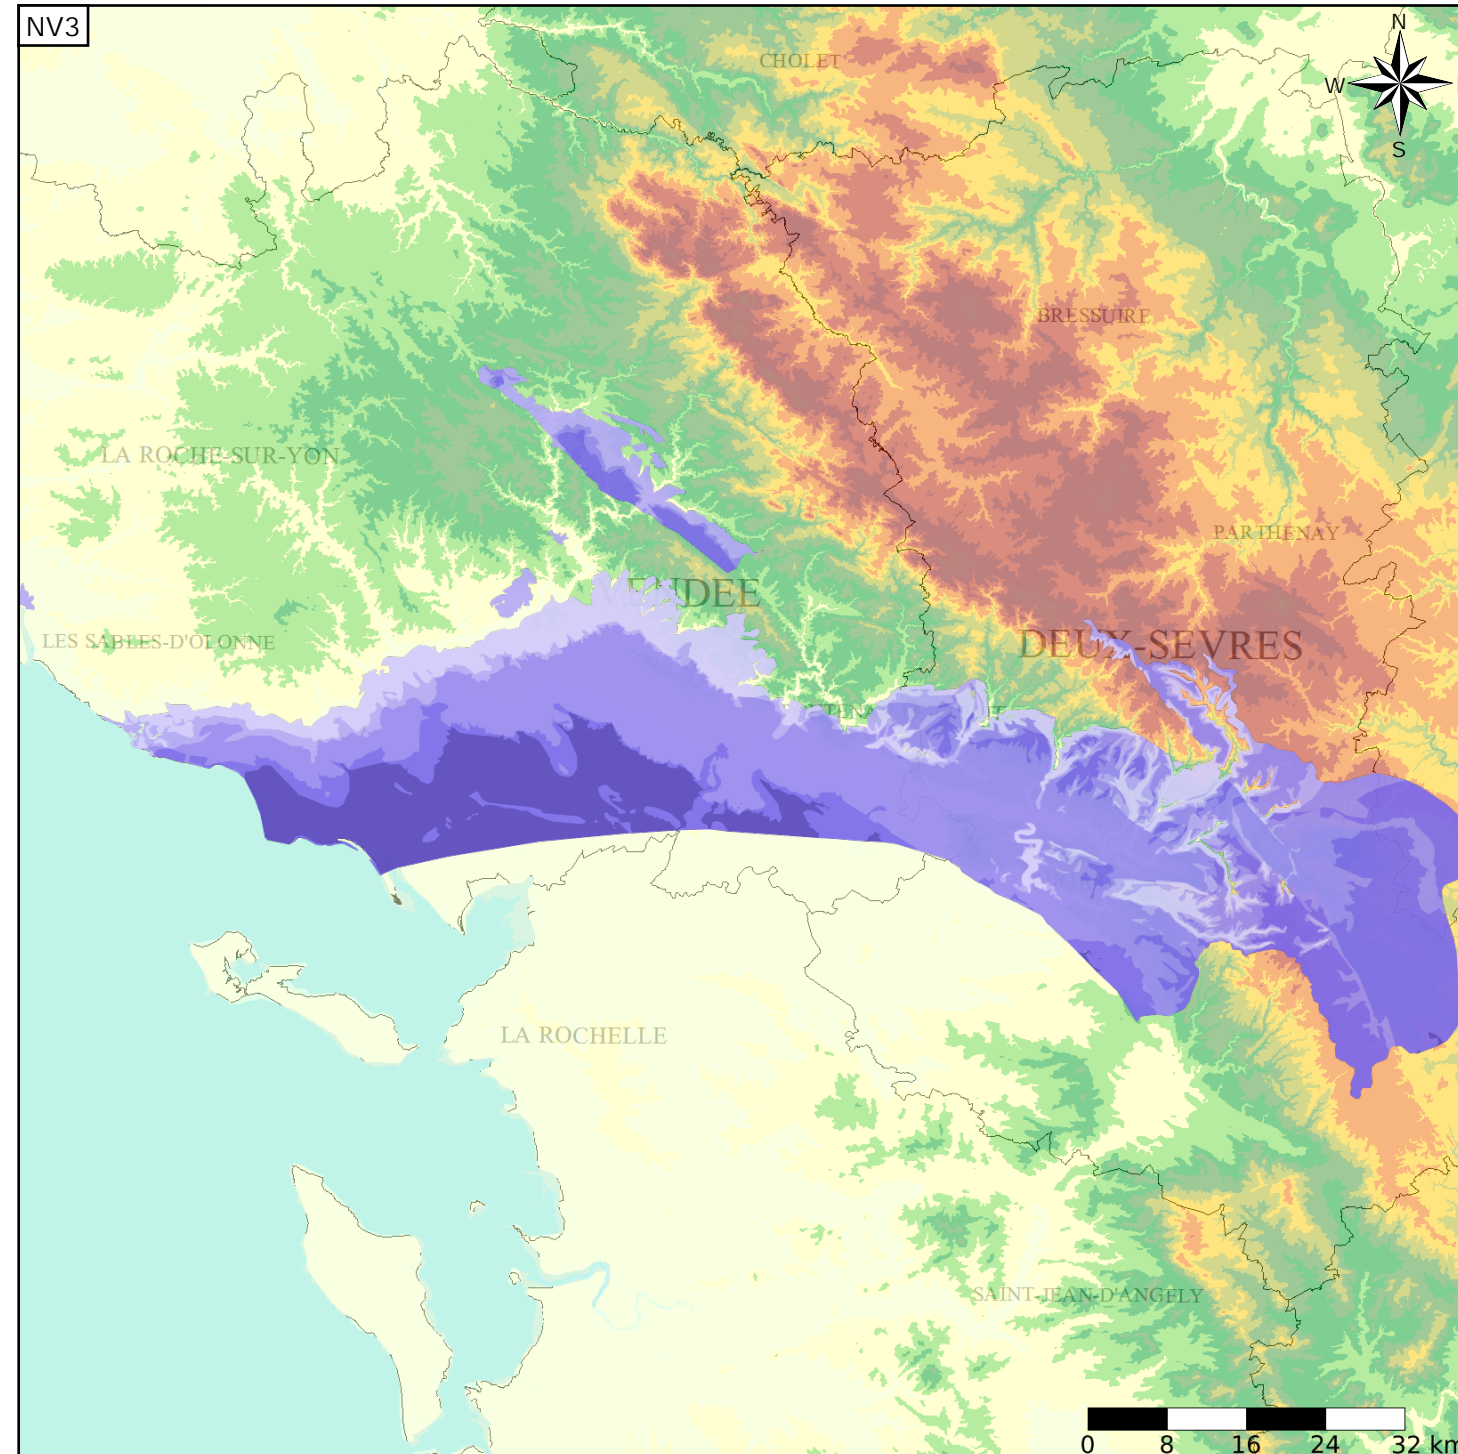 NV3
N
CHOLET
W
S
BRESSUIRE
LA ROCHE-SUR-YON
PARTHENAY
DEUX-SEVRES
LES SABLES-D'OLONNE
LA ROCHELLE
SAINT-JEAN-D'ANGELY
0 8 16 24 32 km